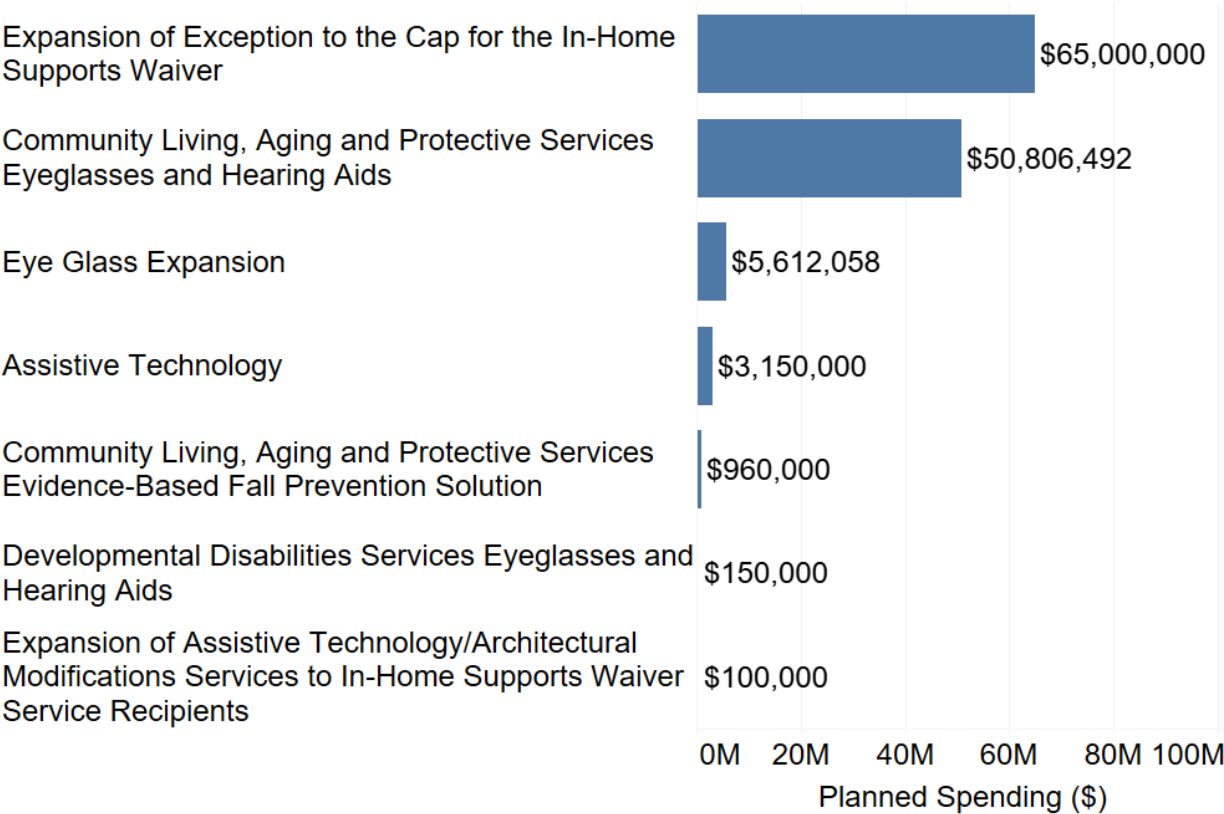 Expansion of Exception to the Cap for the In-Home
Supports Waiver
$65,000,000
Community Living, Aging and Protective Services
Eyeglasses and Hearing Aids
$50,806,492
Eye Glass Expansion
$5,612,058
Assistive Technology
$3,150,000
Community Living, Aging and Protective Services
Evidence-Based Fall Prevention Solution
$960,000
Developmental Disabilities Services Eyeglasses and
Hearing Aids
$150,000
Expansion of Assistive Technology/Architectural
Modifications Services to In-Home Supports Waiver
Service Recipients
$100,000
0M 20M 40M 60M 80M 100M
Planned Spending ($)